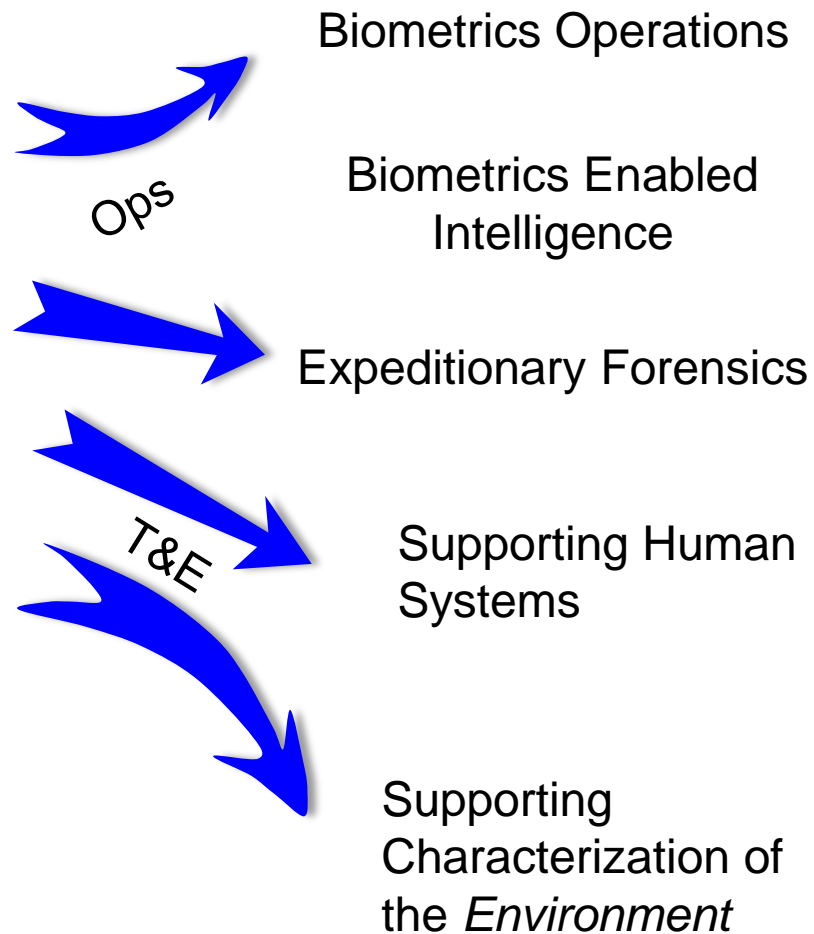 Biometrics Operations
Biometrics Enabled
Intelligence
Ops
Expeditionary Forensics
T&E
Supporting Human
Systems
Supporting
Characterization of
the Environment